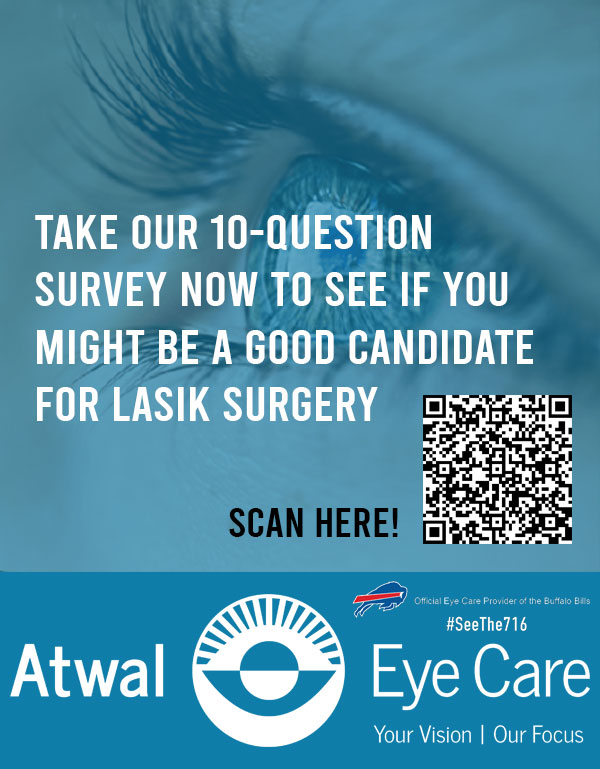 TAKE OUR 10-QUESTION
SURVEY NOW TO SEE IF YOU
MIGHT BE A GOOD CANDIDATE
FOR LASIK SURGERY
SCAN HERE!
Official Eye Care Provider of the Buffalo Bills
#SeeThe716
Atwal Eye Care
Your Vision | Our Focus